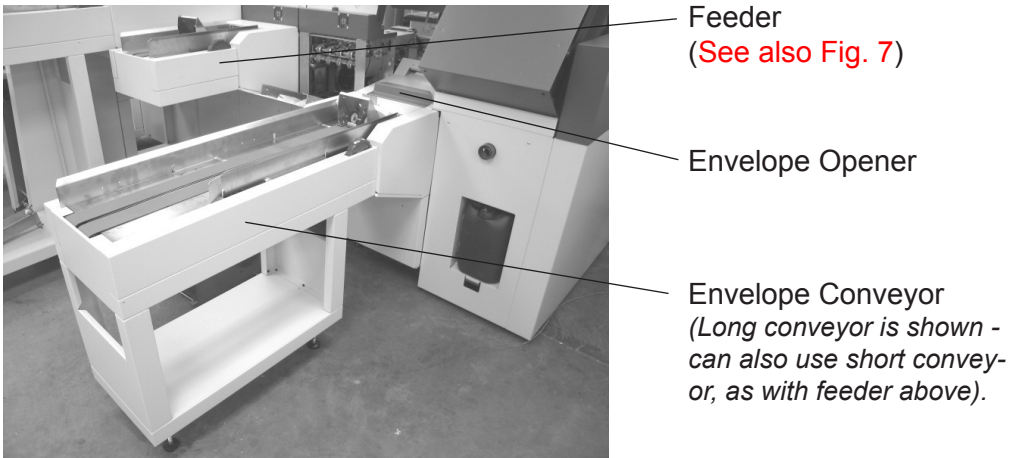 Feeder
(See also Fig. 7)
Envelope Opener
Envelope Conveyor
(Long conveyor is shown -
can also use short convey-
or, as with feeder above).